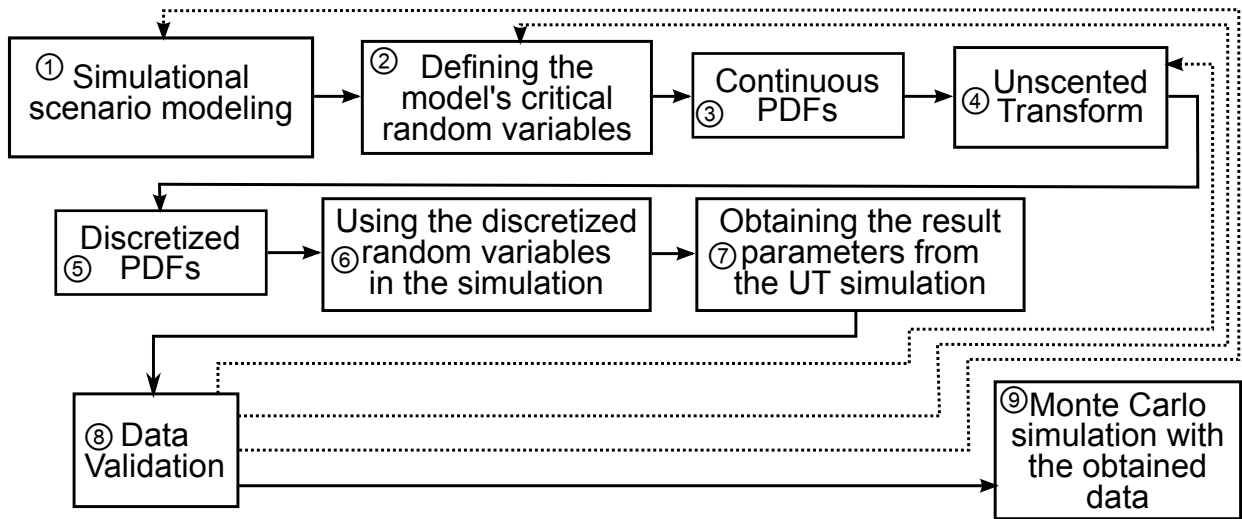 ① Simulational
scenario modeling
② Defining the
model's critical
random variables
Continuous
③ PDFs
Unscented
④ Transform
Discretized
⑤ PDFs
Using the discretized
⑥ random variables
in the simulation
Obtaining the result
⑦ parameters from
the UT simulation
⑧ Data
Validation
⑨ Monte Carlo
simulation with
the obtained
data